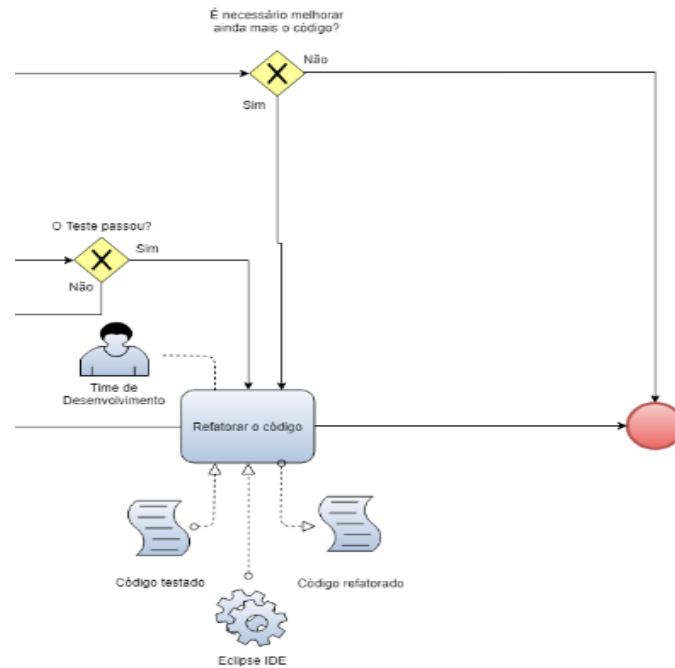 É necessário melhorar
ainda mais o código?
Não
Sim
O Teste passou?
Sim
Não
Time de
Desenvolvimento
Refatorar o código
Código testado
Código refatorado
Eclipse IDE